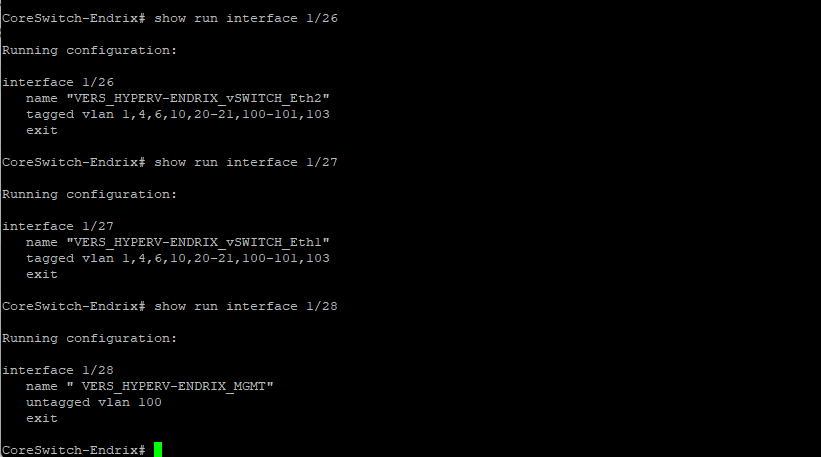 CoreSwitch-Endrix# show run interface 1/26
Running configuration:
interface 1/26
name "VERS_HYPERV-ENDRIX_vSWITCH_Eth2"
tagged vlan 1,4,6,10,20-21,100-101,103
exit
CoreSwitch-Endrix# show run interface 1/27
Running configuration:
interface 1/27
name "VERS_HYPERV-ENDRIX_vSWITCH_Eth1"
tagged vlan 1,4,6,10,20-21,100-101,103
exit
CoreSwitch-Endrix# show run interface 1/28
Running configuration:
interface 1/28
name " VERS_HYPERV-ENDRIX_MGMT"
untagged vlan 100
exit
CoreSwitch-Endrix#